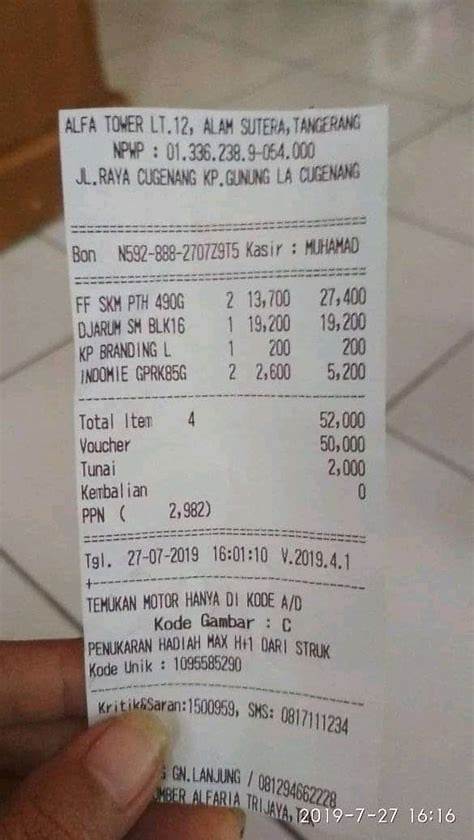 ALFA TOWER LT.12, ALAM SUTERA,TANGERANG
NPWP : 01.336.238.9-054.000
JL.RAYA CUGENANG KP.GUNUNG LA CUGENANG
Bon N592-888-2707Z9T5 Kasir : MUHAMAD
FF SKM PTH 490G 2 13,700 27,400
DJARUM SM BLK16 1 19,200 19,200
KP BRANDING L 1 200 200
INDOMIE GPRK85G 2 2,600 5,200
Total Item 4 52,000
Voucher 50,000
Tunai 2,000
Kembalian 0
PPN ( 2,982)
Tgl. 27-07-2019 16:01:10 V.2019.4.1
TEMUKAN MOTOR HANYA DI KODE A/D
Kode Gambar : C
PENUKARAN HADIAH MAX H+1 DARI STRUK
Kode Unik : 1095585290
Kritik&Saran:1500959, SMS: 0817111234
GN.LANJUNG / 081294662228
MBER ALFARIA TRIJAYA,T
2019-7-27 16:16